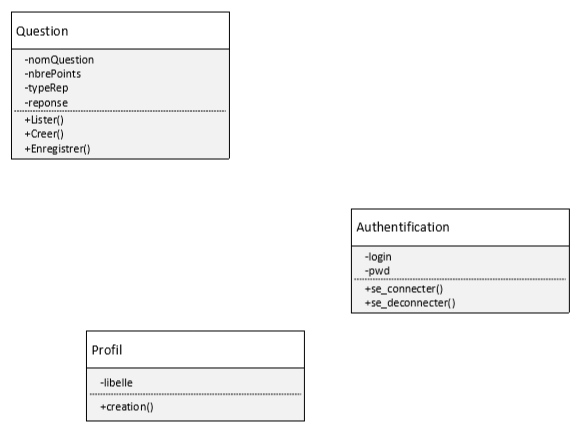 Question
-nomQuestion
-nbrePoints
-typeRep
-reponse
+Lister()
+Creer()
+Enregistrer()
Authentification
-login
-pwd
+se_connecter()
+se_deconnecter()
Profil
-libelle
+creation()